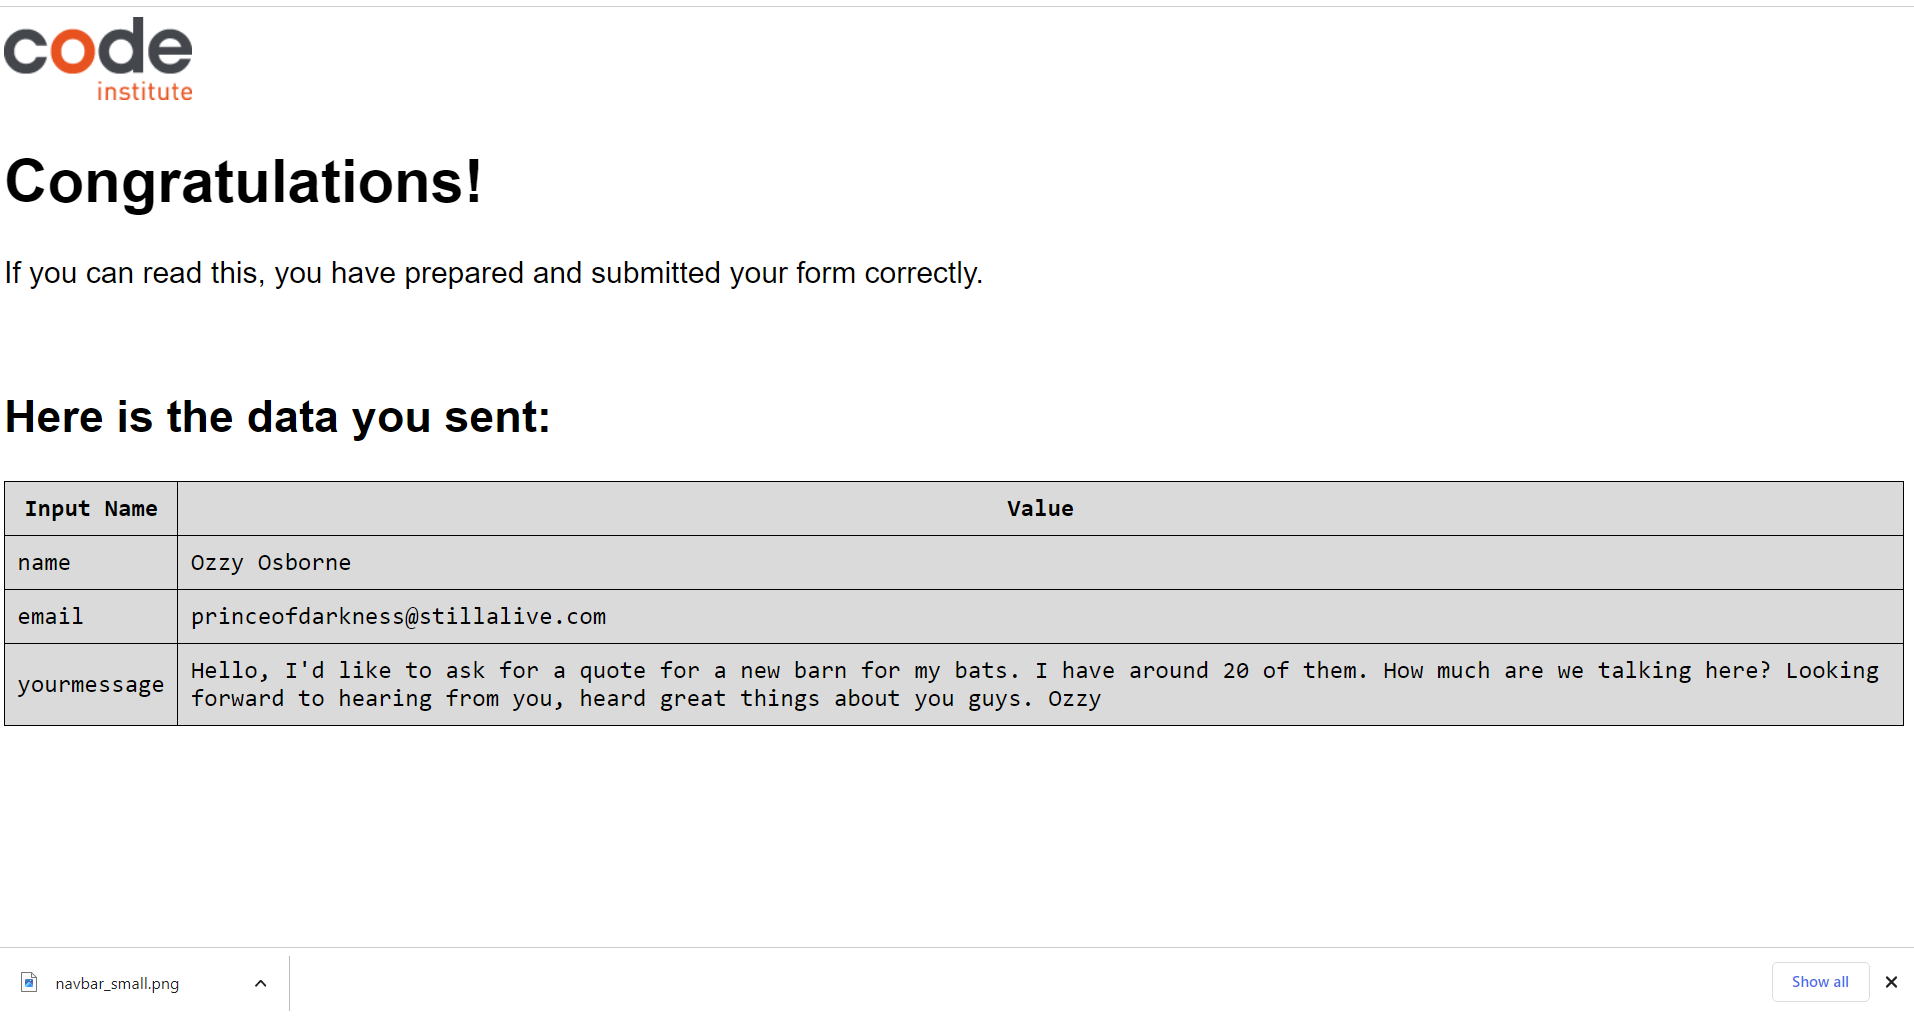 code
institute
Congratulations!
If you can read this, you have prepared and submitted your form correctly.
Here is the data you sent:
Input Name Value
name Ozzy Osborne
email princeofdarkness@stillalive.com
yourmessage Hello, I'd like to ask for a quote for a new barn for my bats. I have around 20 of them. How much are we talking here? Looking
forward to hearing from you, heard great things about you guys. Ozzy
navbar_small.png Show all